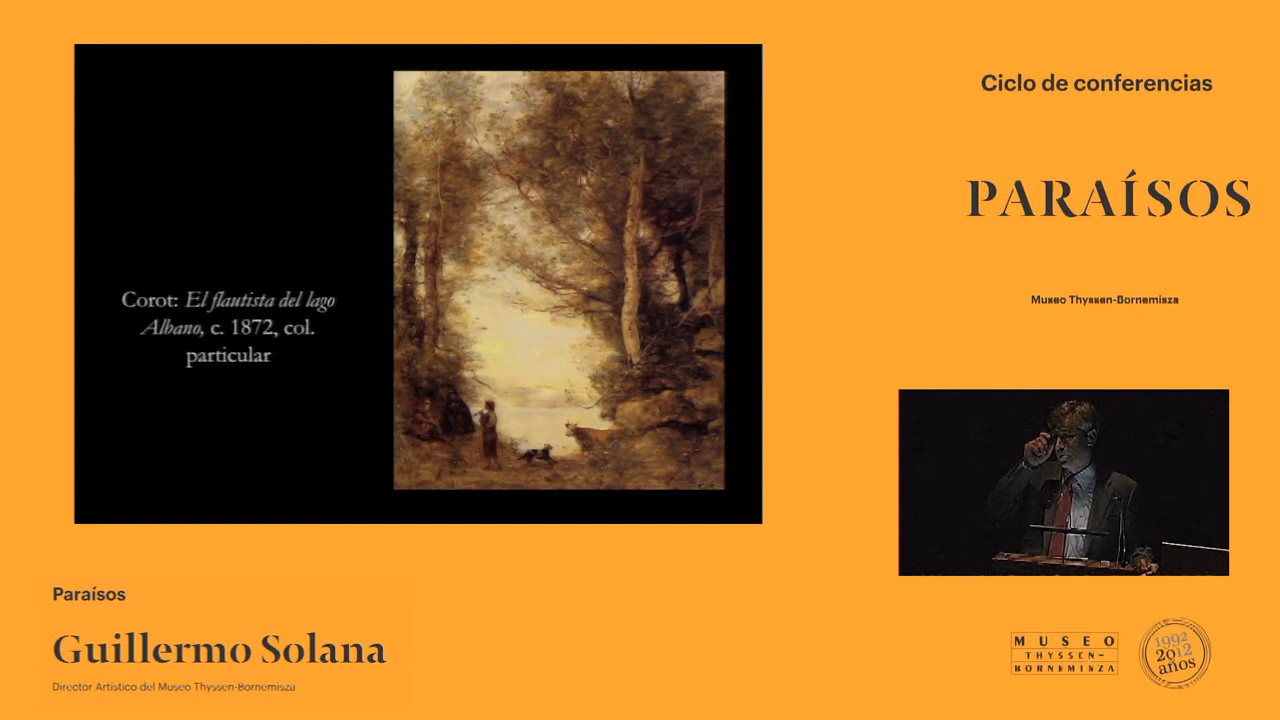 Ciclo de conferencias
PARAÍSOS
Museo Thyssen-Bornemisza
Corot: El flautista del lago
Albano, c. 1872, col.
particular
Paraísos
Guillermo Solana
Director Artístico del Museo Thyssen-Bornemisza
MUSEO
THYSSEN-
BORNEMISZA
1992
2012
años